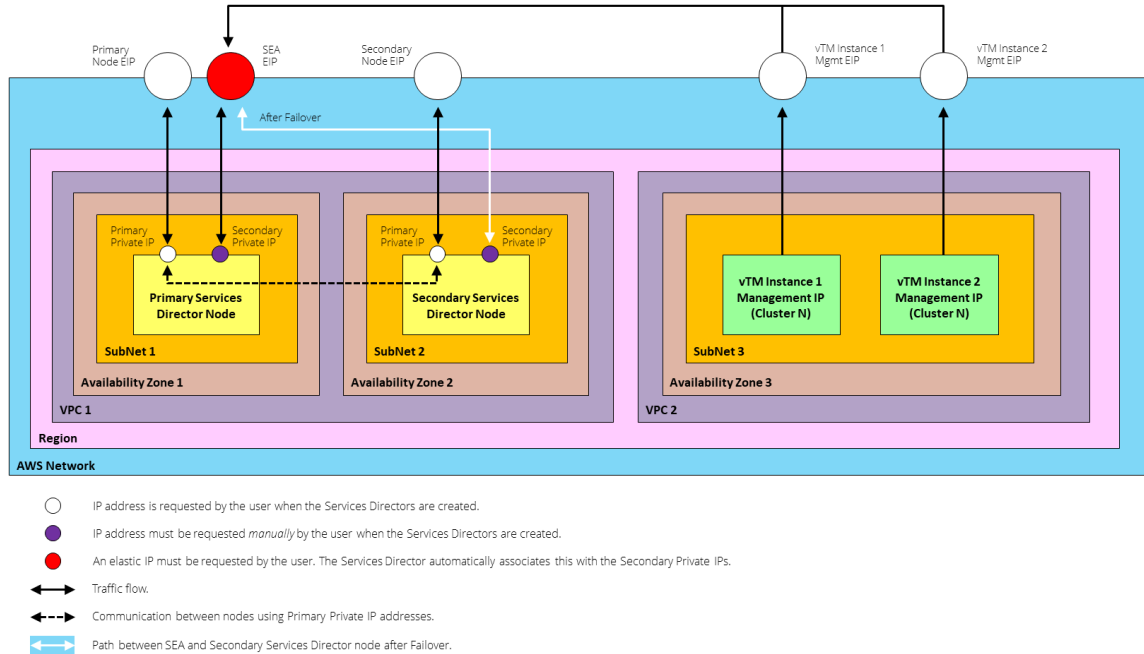 Primary
Node EIP
SEA
EIP
Secondary
Node EIP
vTM Instance 1
Mgmt EIP
vTM Instance 2
Mgmt EIP
After Failover
Primary
Private IP
Secondary
Private IP
Primary
Private IP
Secondary
Private IP
Primary Services
Director Node
Secondary Services
Director Node
vTM Instance 1
Management IP
(Cluster N)
vTM Instance 2
Management IP
(Cluster N)
SubNet 1
SubNet 2
SubNet 3
Availability Zone 1
Availability Zone 2
Availability Zone 3
VPC 1
VPC 2
Region
AWS Network
IP address is requested by the user when the Services Directors are created.
IP address must be requested manually by the user when the Services Directors are created.
An elastic IP must be requested by the user. The Services Director automatically associates this with the Secondary Private IPs.
Traffic flow.
Communication between nodes using Primary Private IP addresses.
Path between SEA and Secondary Services Director node after Failover.